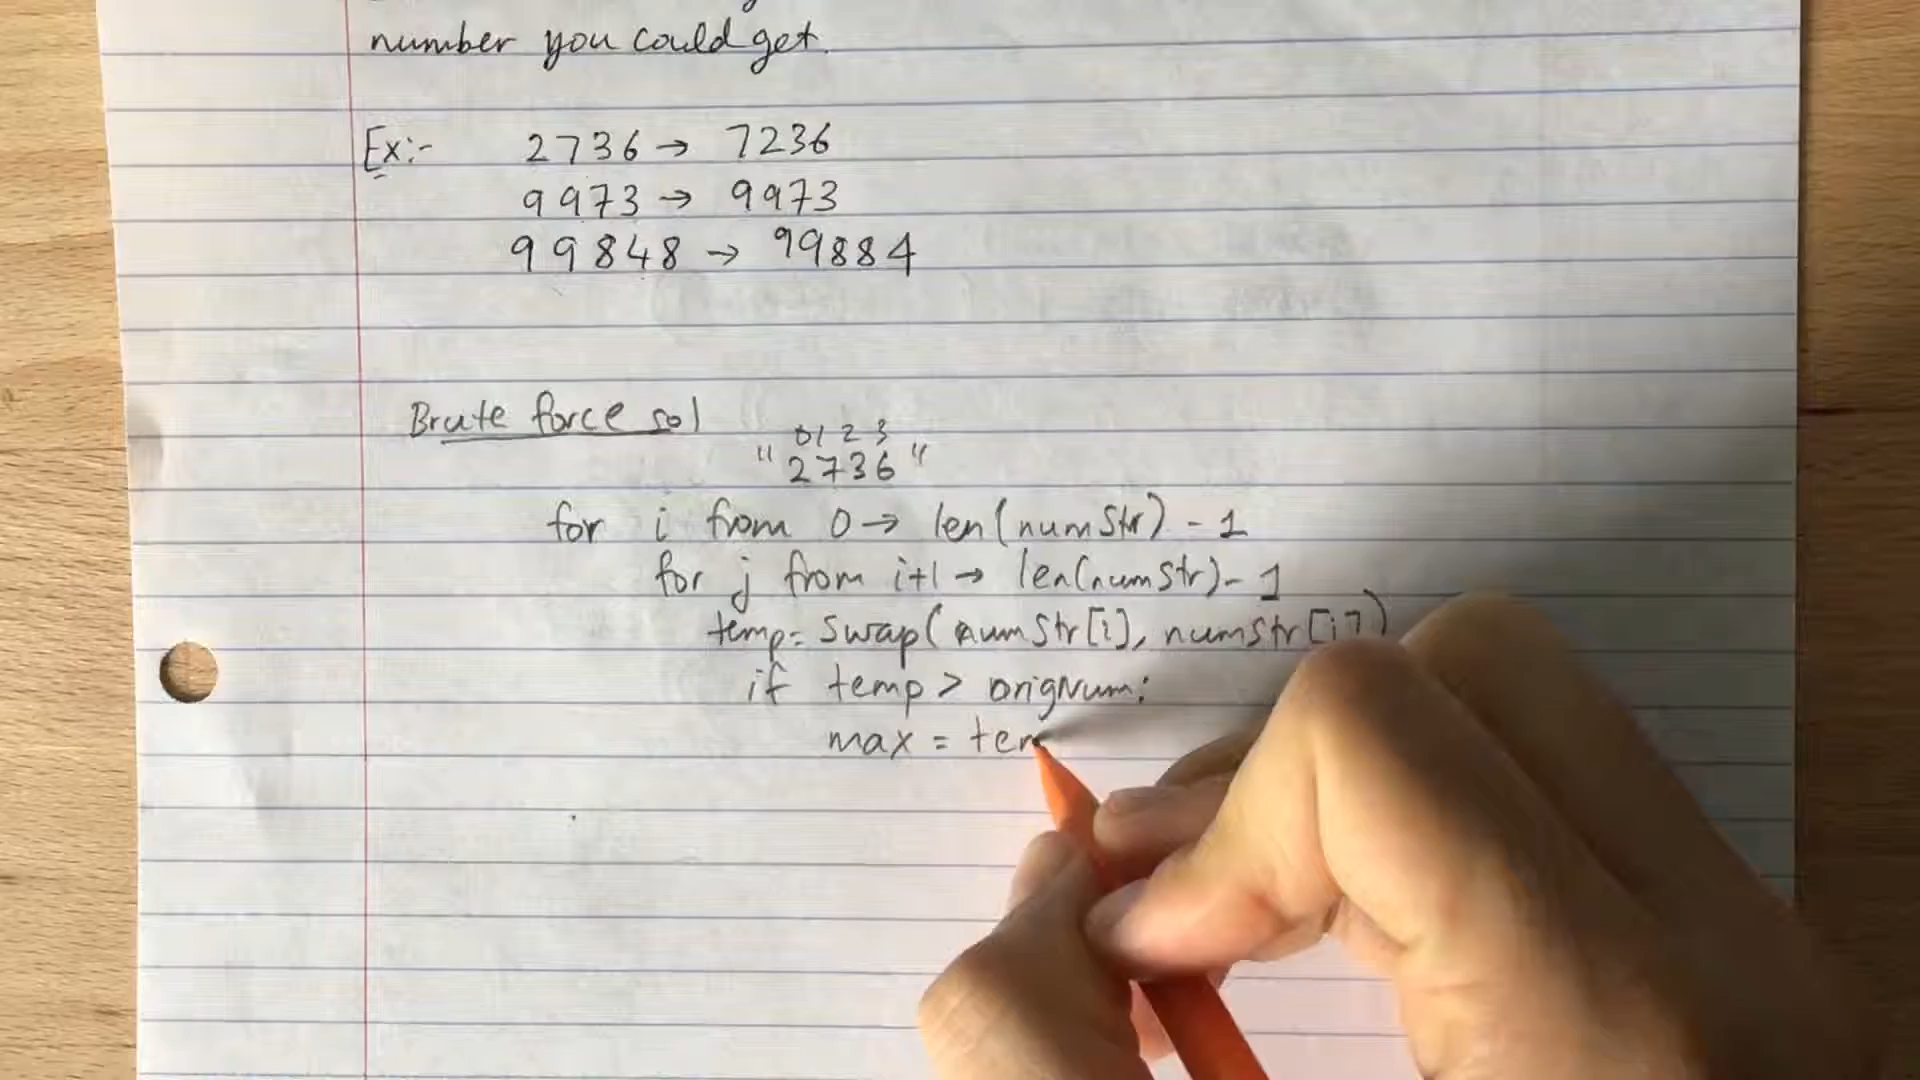 number you could get.
Ex:- 2736 → 7236
9973 → 9973
99848 → 99884
Brute force sol
0 1 2 3
"2736"
for i from 0 → len(numStr) - 1
for j from i+1 → len(numStr) - 1
temp = swap(numStr[i], numStr[j])
if temp > origNum:
max = tem